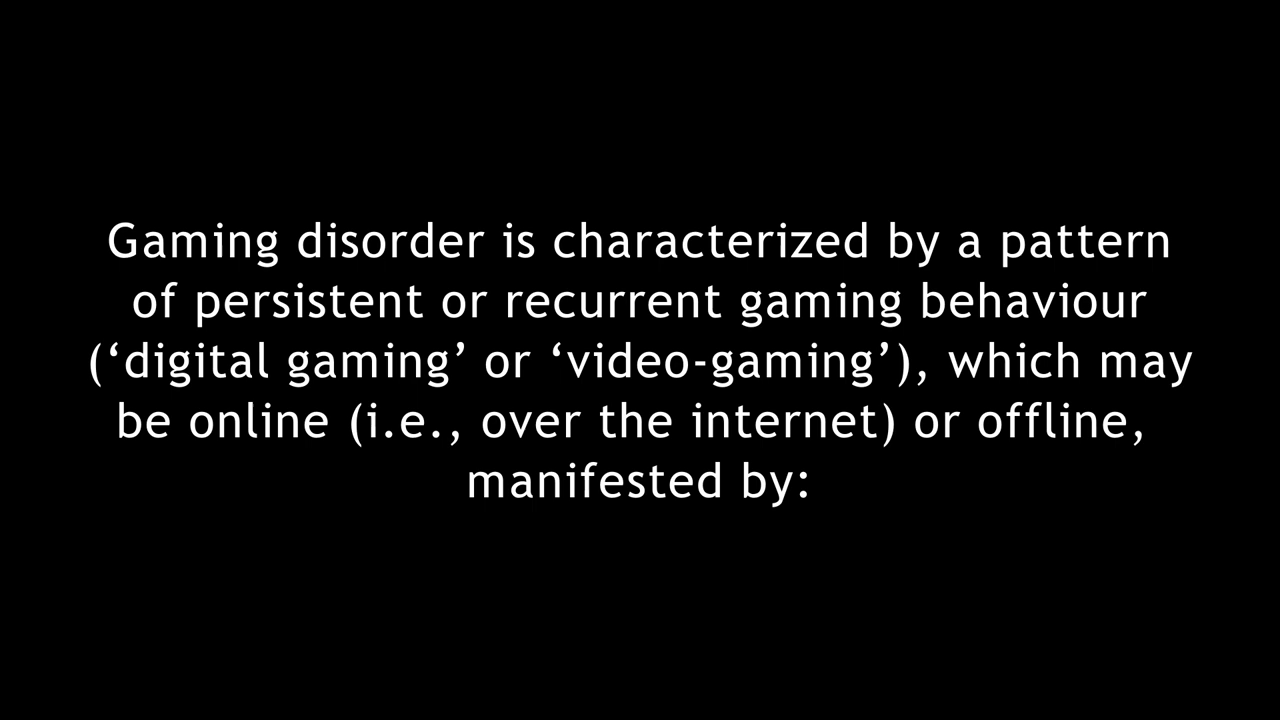 Gaming disorder is characterized by a pattern
of persistent or recurrent gaming behaviour
(‘digital gaming’ or ‘video-gaming’), which may
be online (i.e., over the internet) or offline,
manifested by: